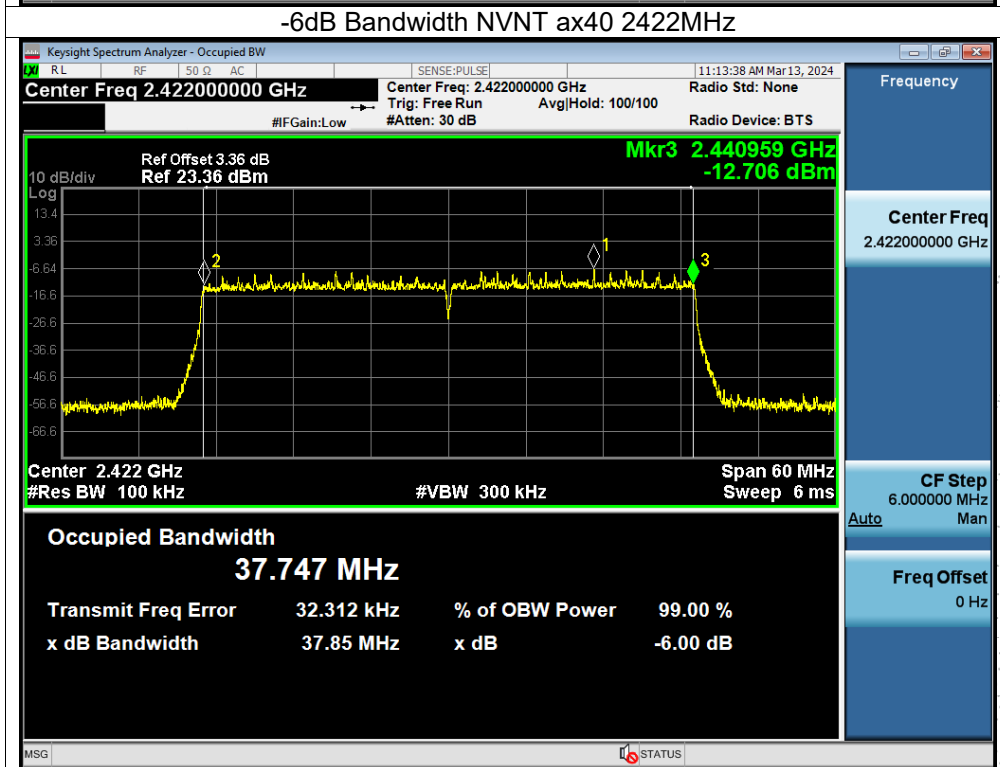 -6dB Bandwidth NVNT ax40 2422MHz
Keysight Spectrum Analyzer - Occupied BW
LXI RL RF 50 Ω AC SENSE:PULSE 11:13:38 AM Mar 13, 2024
Center Freq 2.422000000 GHz
Center Freq: 2.422000000 GHz Radio Std: None
Trig: Free Run Avg|Hold: 100/100
#IFGain:Low #Atten: 30 dB Radio Device: BTS
Mkr3 2.440959 GHz
-12.706 dBm
Ref Offset 3.36 dB
10 dB/div Ref 23.36 dBm
Log
13.4
3.36
-6.64
-16.6
-26.6
-36.6
-46.6
-56.6
-66.6
2
1
3
Center 2.422 GHz Span 60 MHz
#Res BW 100 kHz #VBW 300 kHz Sweep 6 ms
Occupied Bandwidth
37.747 MHz
Transmit Freq Error 32.312 kHz % of OBW Power 99.00 %
x dB Bandwidth 37.85 MHz x dB -6.00 dB
Frequency
Center Freq
2.422000000 GHz
CF Step
6.000000 MHz
Auto Man
Freq Offset
0 Hz
MSG STATUS